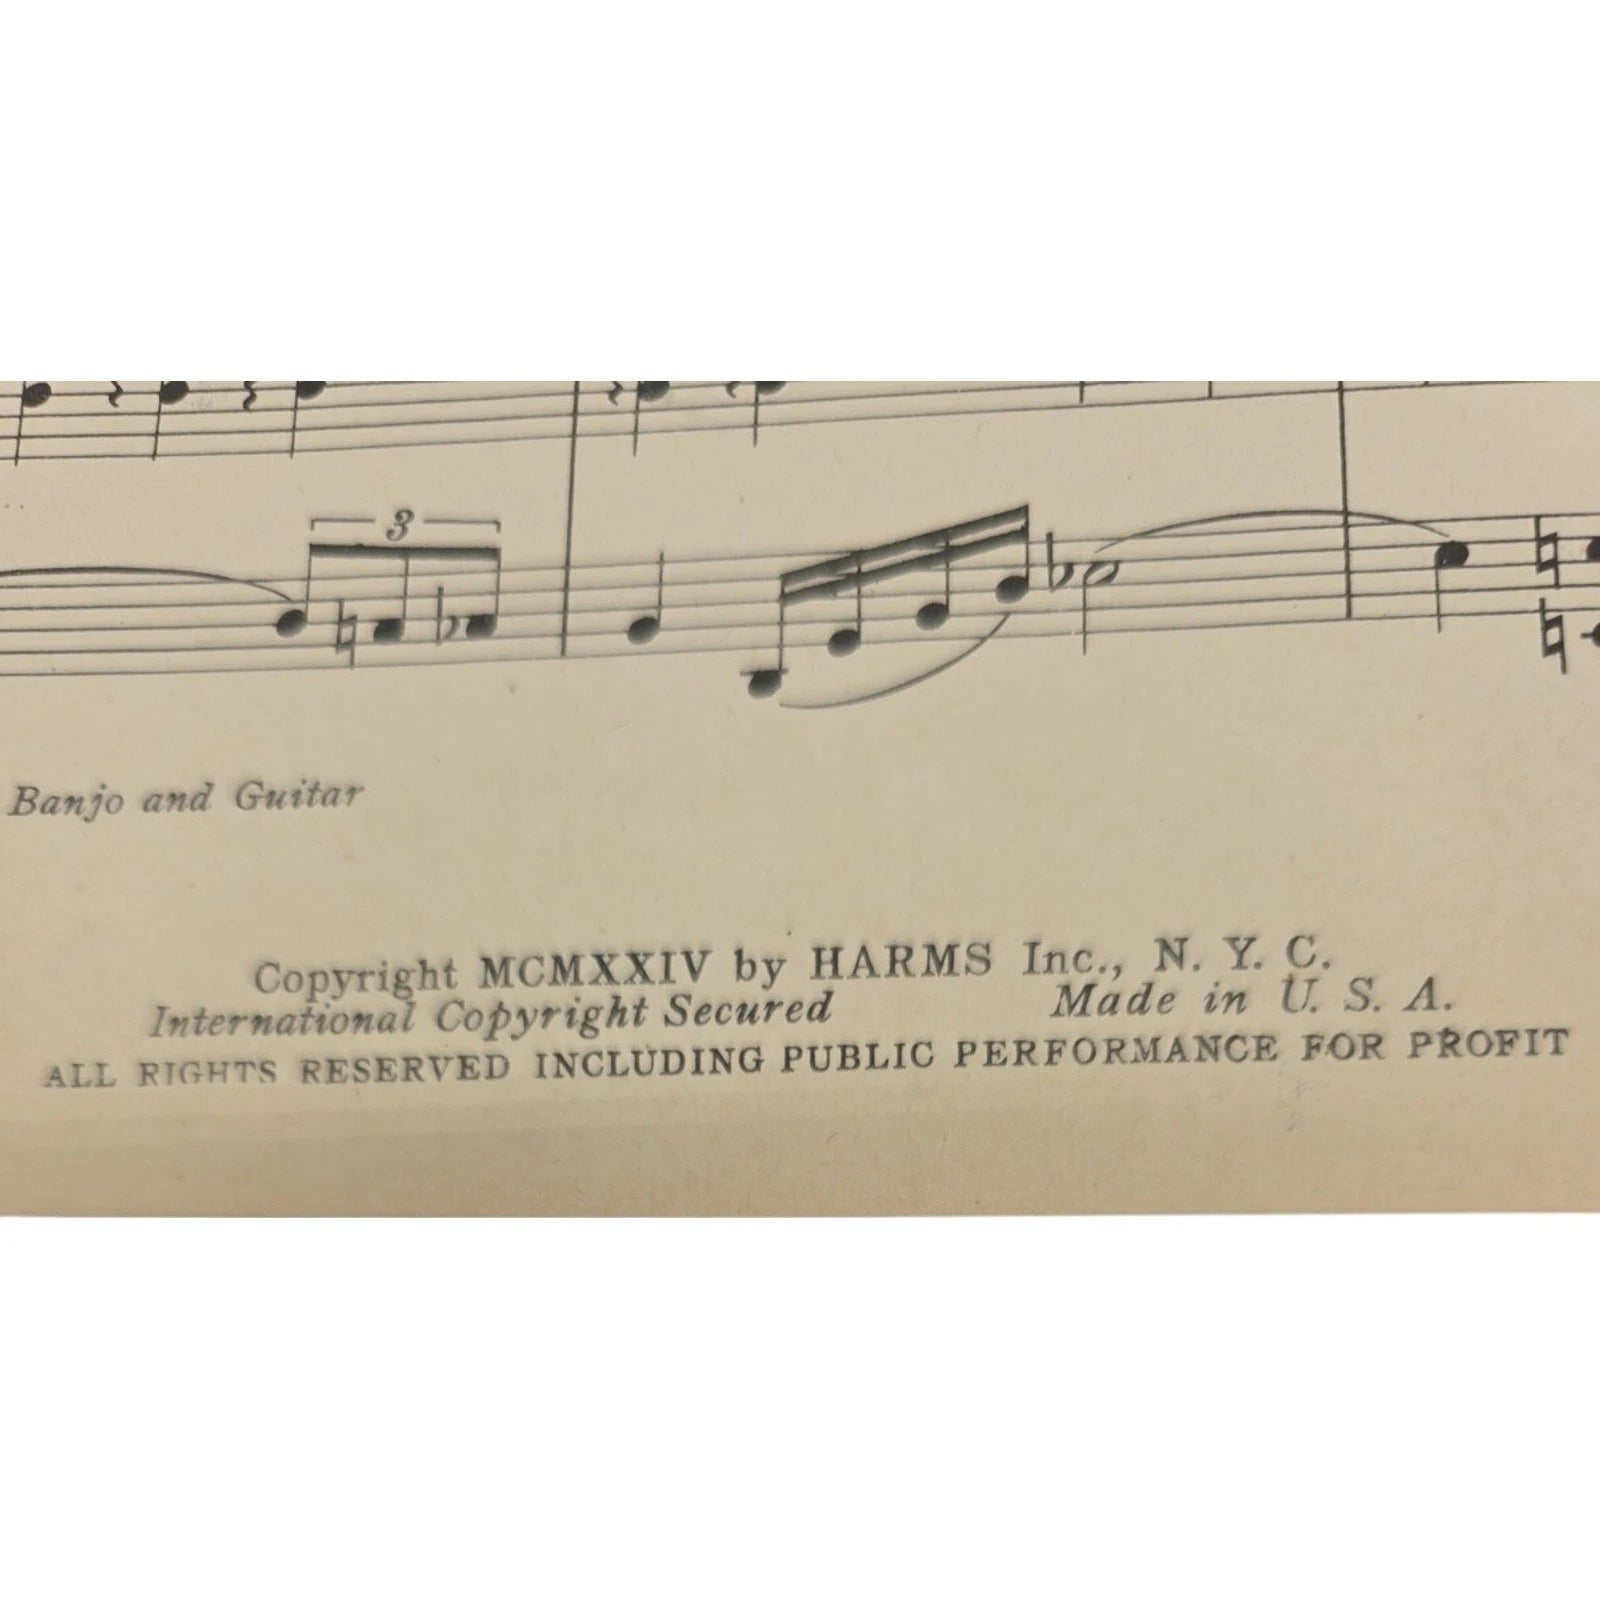 3
Banjo and Guitar
Copyright MCMXXIV by HARMS Inc., N. Y. C.
International Copyright Secured Made in U. S. A.
ALL RIGHTS RESERVED INCLUDING PUBLIC PERFORMANCE FOR PROFIT